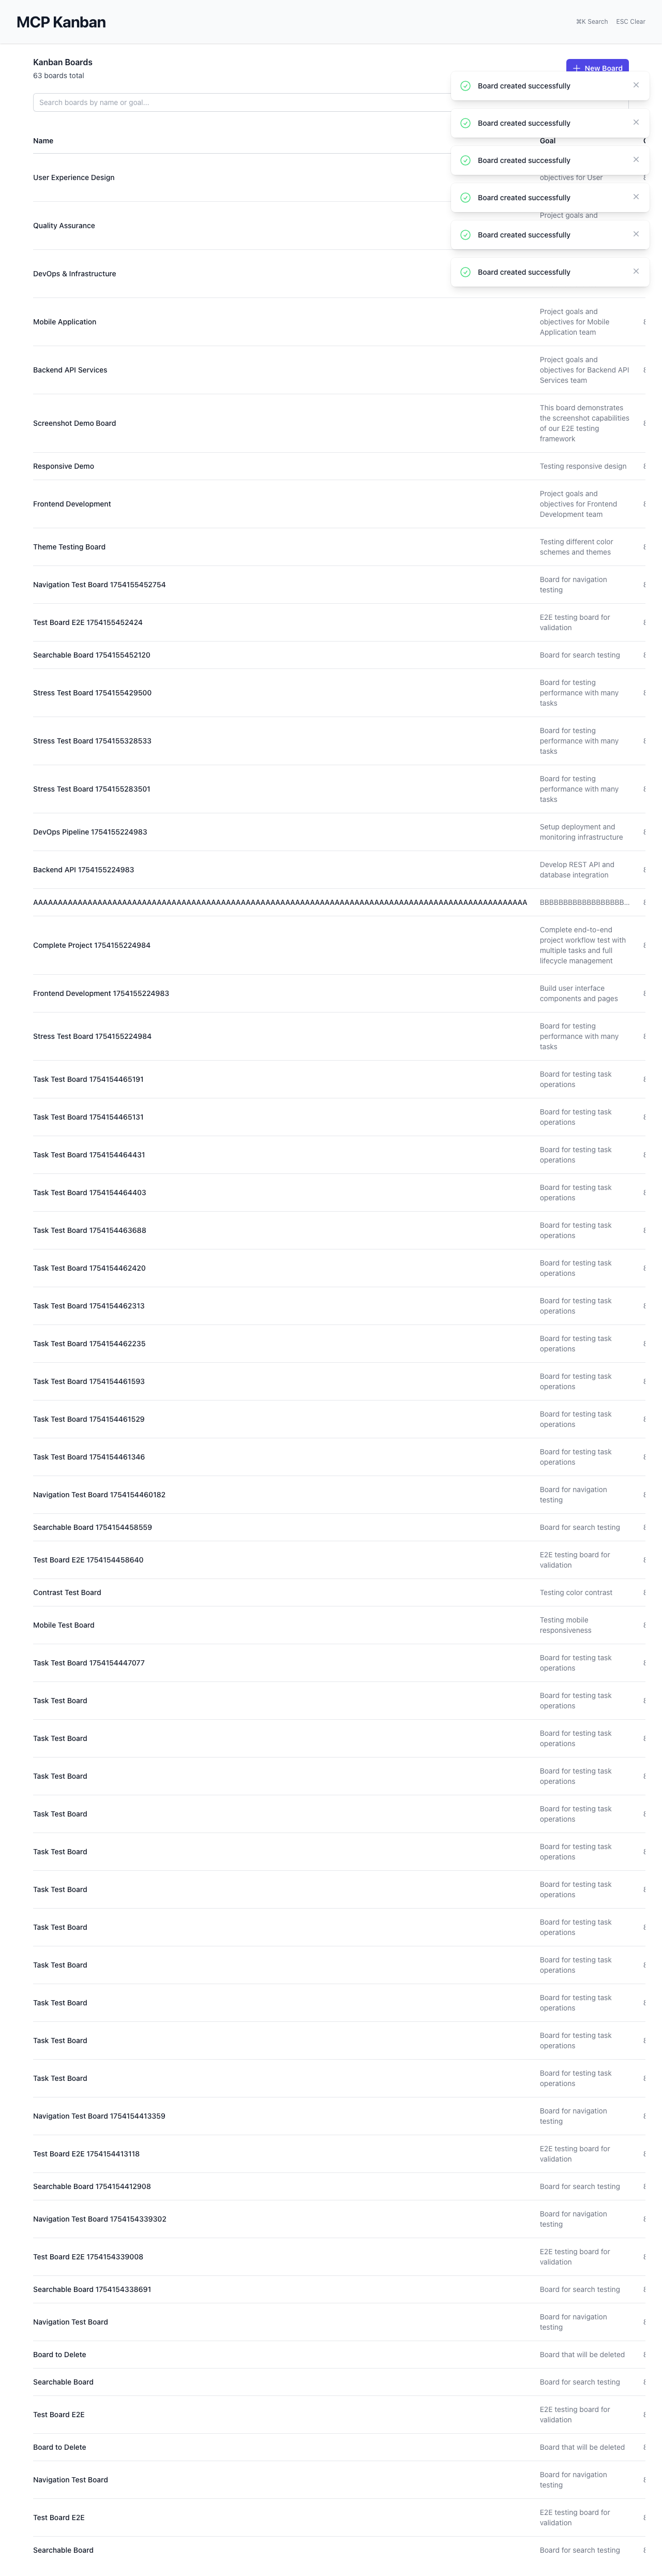 MCP Kanban
⌘K Search ESC Clear
Kanban Boards
63 boards total
New Board
Search boards by name or goal...
Board created successfully
Board created successfully
Board created successfully
Board created successfully
Board created successfully
Board created successfully
Name Goal
User Experience Design
objectives for User
Quality Assurance
Project goals and
DevOps & Infrastructure
Mobile Application
Project goals and
objectives for Mobile
Application team
Backend API Services
Project goals and
objectives for Backend API
Services team
Screenshot Demo Board
This board demonstrates
the screenshot capabilities
of our E2E testing
framework
Responsive Demo
Testing responsive design
Frontend Development
Project goals and
objectives for Frontend
Development team
Theme Testing Board
Testing different color
schemes and themes
Navigation Test Board 1754155452754
Board for navigation
testing
Test Board E2E 1754155452424
E2E testing board for
validation
Searchable Board 1754155452120
Board for search testing
Stress Test Board 1754155429500
Board for testing
performance with many
tasks
Stress Test Board 1754155328533
Board for testing
performance with many
tasks
Stress Test Board 1754155283501
Board for testing
performance with many
tasks
DevOps Pipeline 1754155224983
Setup deployment and
monitoring infrastructure
Backend API 1754155224983
Develop REST API and
database integration
AAAAAAAAAAAAAAAAAAAAAAAAAAAAAAAAAAAAAAAAAAAAAAAAAAAAAAAAAAAAAAAAAAAAAAAAAAAAAAAAAAAAAAAAAAAAAAAAAAAA
BBBBBBBBBBBBBBBBBB...
Complete Project 1754155224984
Complete end-to-end
project workflow test with
multiple tasks and full
lifecycle management
Frontend Development 1754155224983
Build user interface
components and pages
Stress Test Board 1754155224984
Board for testing
performance with many
tasks
Task Test Board 1754154465191
Board for testing task
operations
Task Test Board 1754154465131
Board for testing task
operations
Task Test Board 1754154464431
Board for testing task
operations
Task Test Board 1754154464403
Board for testing task
operations
Task Test Board 1754154463688
Board for testing task
operations
Task Test Board 1754154462420
Board for testing task
operations
Task Test Board 1754154462313
Board for testing task
operations
Task Test Board 1754154462235
Board for testing task
operations
Task Test Board 1754154461593
Board for testing task
operations
Task Test Board 1754154461529
Board for testing task
operations
Task Test Board 1754154461346
Board for testing task
operations
Navigation Test Board 1754154460182
Board for navigation
testing
Searchable Board 1754154458559
Board for search testing
Test Board E2E 1754154458640
E2E testing board for
validation
Contrast Test Board
Testing color contrast
Mobile Test Board
Testing mobile
responsiveness
Task Test Board 1754154447077
Board for testing task
operations
Task Test Board
Board for testing task
operations
Task Test Board
Board for testing task
operations
Task Test Board
Board for testing task
operations
Task Test Board
Board for testing task
operations
Task Test Board
Board for testing task
operations
Task Test Board
Board for testing task
operations
Task Test Board
Board for testing task
operations
Task Test Board
Board for testing task
operations
Task Test Board
Board for testing task
operations
Task Test Board
Board for testing task
operations
Task Test Board
Board for testing task
operations
Navigation Test Board 1754154413359
Board for navigation
testing
Test Board E2E 1754154413118
E2E testing board for
validation
Searchable Board 1754154412908
Board for search testing
Navigation Test Board 1754154339302
Board for navigation
testing
Test Board E2E 1754154339008
E2E testing board for
validation
Searchable Board 1754154338691
Board for search testing
Navigation Test Board
Board for navigation
testing
Board to Delete
Board that will be deleted
Searchable Board
Board for search testing
Test Board E2E
E2E testing board for
validation
Board to Delete
Board that will be deleted
Navigation Test Board
Board for navigation
testing
Test Board E2E
E2E testing board for
validation
Searchable Board
Board for search testing